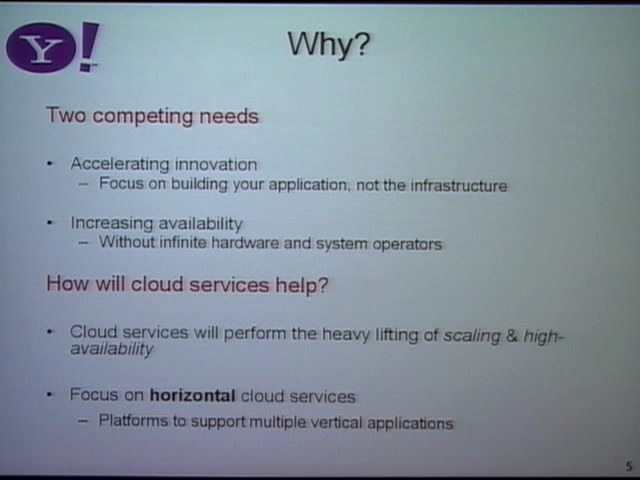 Y!
Why?
Two competing needs
• Accelerating innovation
– Focus on building your application, not the infrastructure
• Increasing availability
– Without infinite hardware and system operators
How will cloud services help?
• Cloud services will perform the heavy lifting of scaling & high-
availability
• Focus on horizontal cloud services
– Platforms to support multiple vertical applications
5